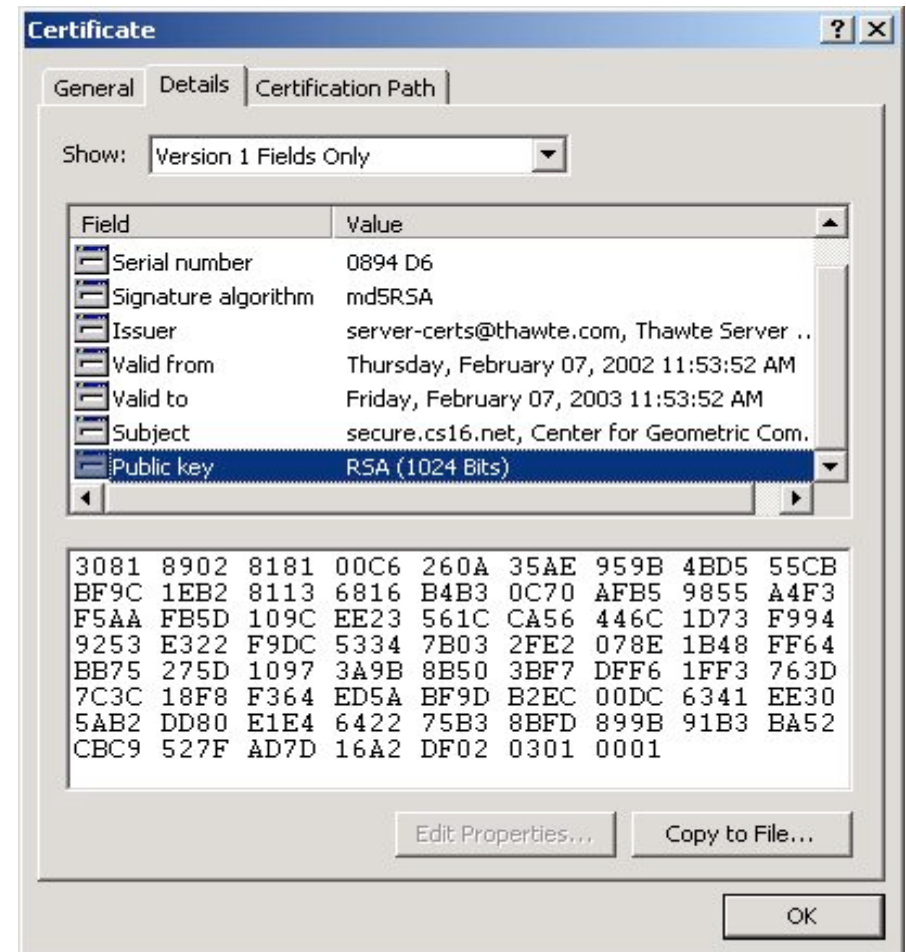 Certificate
General Details Certification Path
Show: Version 1 Fields Only
Field Value
Serial number 0894 D6
Signature algorithm md5RSA
Issuer server-certs@thawte.com, Thawte Server ..
Valid from Thursday, February 07, 2002 11:53:52 AM
Valid to Friday, February 07, 2003 11:53:52 AM
Subject secure.cs16.net, Center for Geometric Com.
Public key RSA (1024 Bits)
3081 8902 8181 00C6 260A 35AE 959B 4BD5 55CB
BF9C 1EB2 8113 6816 B4B3 0C70 AFB5 9855 A4F3
F5AA FB5D 109C EE23 561C CA56 446C 1D73 F994
9253 E322 F9DC 5334 7B03 2FE2 078E 1B48 FF64
BB75 275D 1097 3A9B 8B50 3BF7 DFF6 1FF3 763D
7C3C 18F8 F364 ED5A BF9D B2EC 00DC 6341 EE30
5AB2 DD80 E1E4 6422 75B3 8BFD 899B 91B3 BA52
CBC9 527F AD7D 16A2 DF02 0301 0001
Edit Properties... Copy to File...
OK